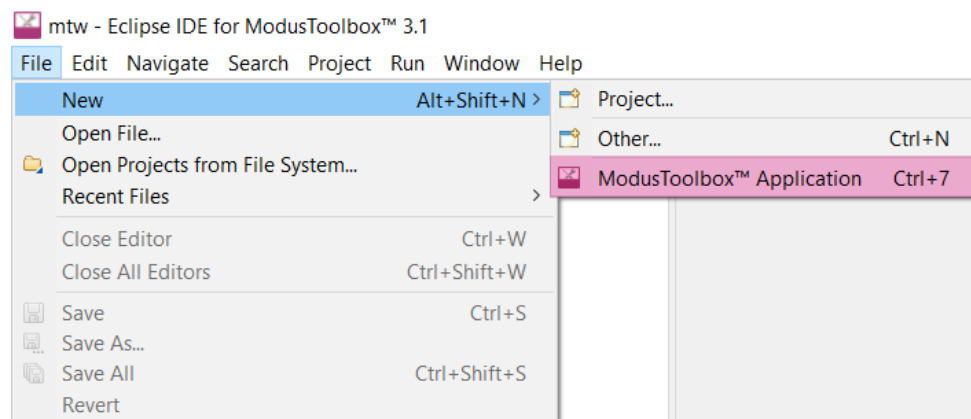 mtw - Eclipse IDE for ModusToolbox™ 3.1
File Edit Navigate Search Project Run Window Help
New Alt+Shift+N >
Open File...
Open Projects from File System...
Recent Files >
Close Editor Ctrl+W
Close All Editors Ctrl+Shift+W
Save Ctrl+S
Save As...
Save All Ctrl+Shift+S
Revert
Project...
Other... Ctrl+N
ModusToolbox™ Application Ctrl+7